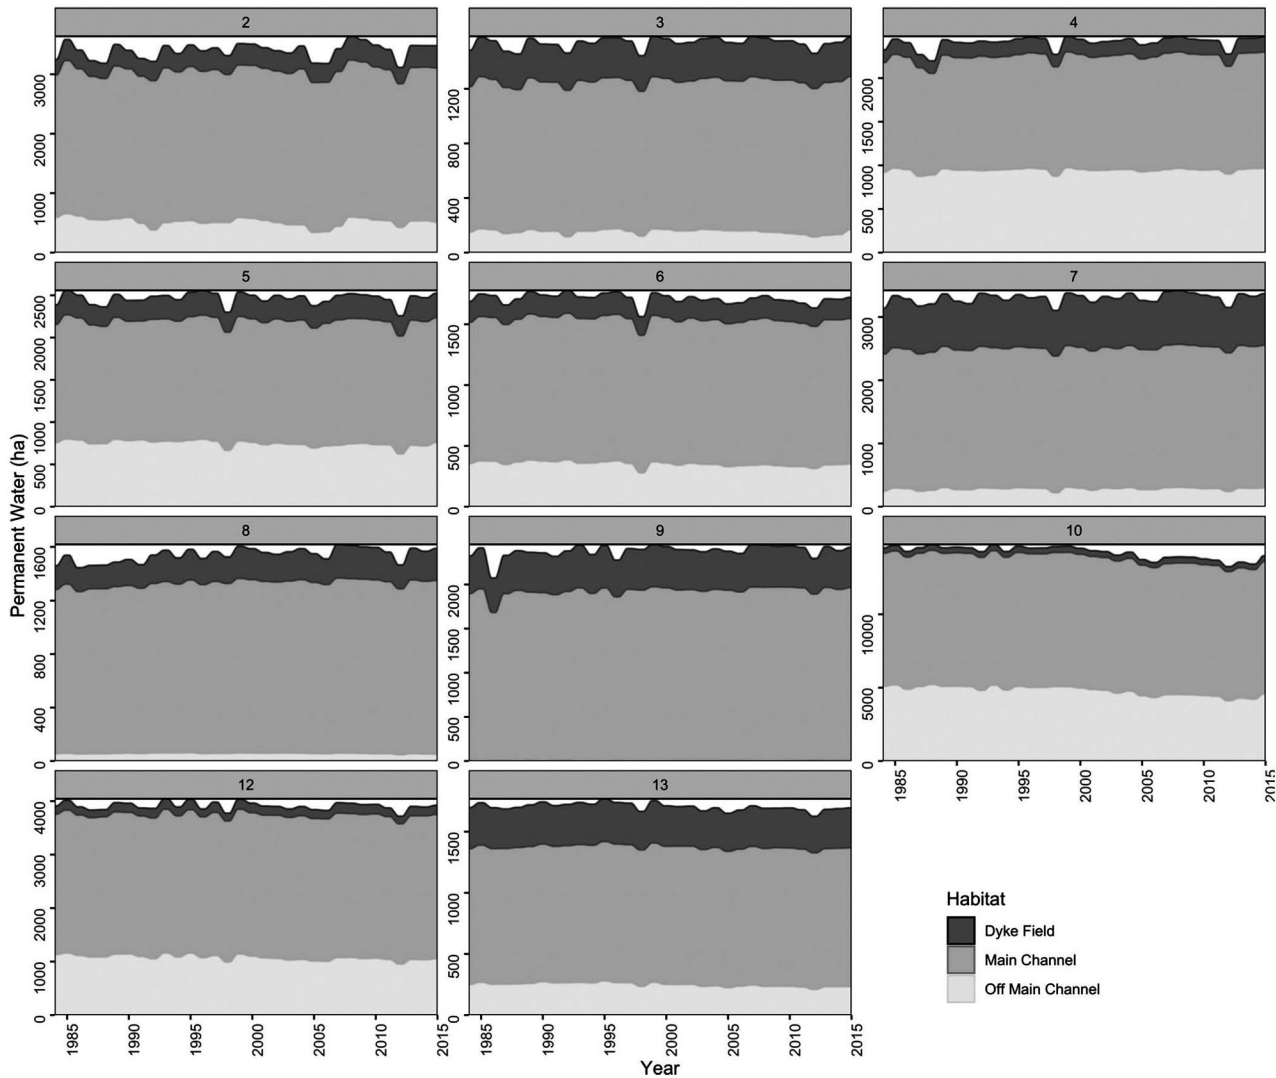 2
3
4
0 1000 2000 3000
0 400 800 1200
0 500 1000 1500 2000
5
6
7
0 500 1000 1500 2000 2500
0 500 1000 1500
0 1000 2000 3000
Permanent Water (ha)
8
9
10
0 400 800 1200 1600
0 500 1000 1500 2000
0 5000 10000
1985 1990 1995 2000 2005 2010 2015
12
13
0 1000 2000 3000 4000
0 500 1000 1500
1985 1990 1995 2000 2005 2010 2015
1985 1990 1995 2000 2005 2010 2015
Year
Habitat
Dyke Field
Main Channel
Off Main Channel